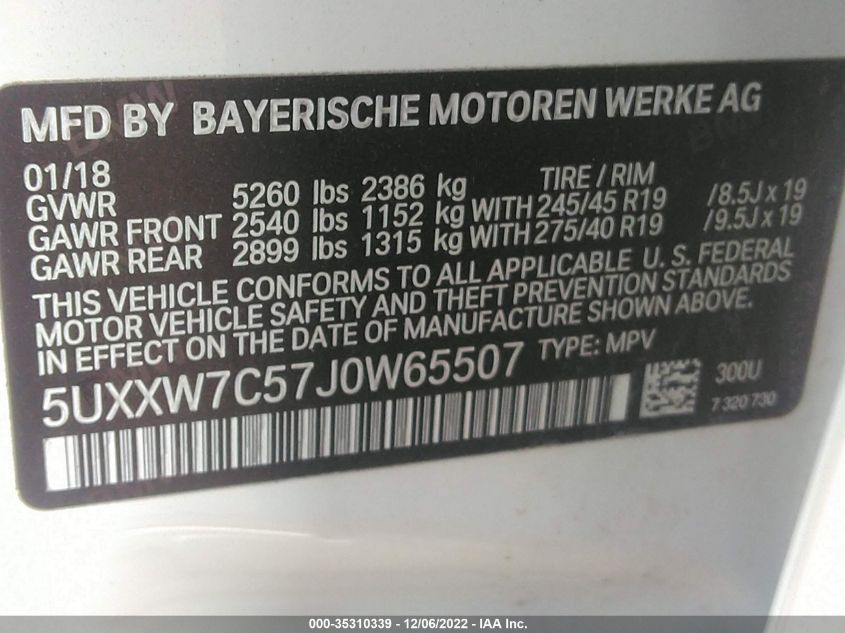 MFD BY BAYERISCHE MOTOREN WERKE AG
01/18 TIRE / RIM
GVWR 5260 lbs 2386 kg
GAWR FRONT 2540 lbs 1152 kg WITH 245/45 R19 /8.5J x 19
GAWR REAR 2899 lbs 1315 kg WITH 275/40 R19 /9.5J x 19
THIS VEHICLE CONFORMS TO ALL APPLICABLE U. S. FEDERAL
MOTOR VEHICLE SAFETY AND THEFT PREVENTION STANDARDS
IN EFFECT ON THE DATE OF MANUFACTURE SHOWN ABOVE.
5UXXW7C57J0W65507 TYPE: MPV
300U
7 320 730
000-35310339 - 12/06/2022 - IAA Inc.